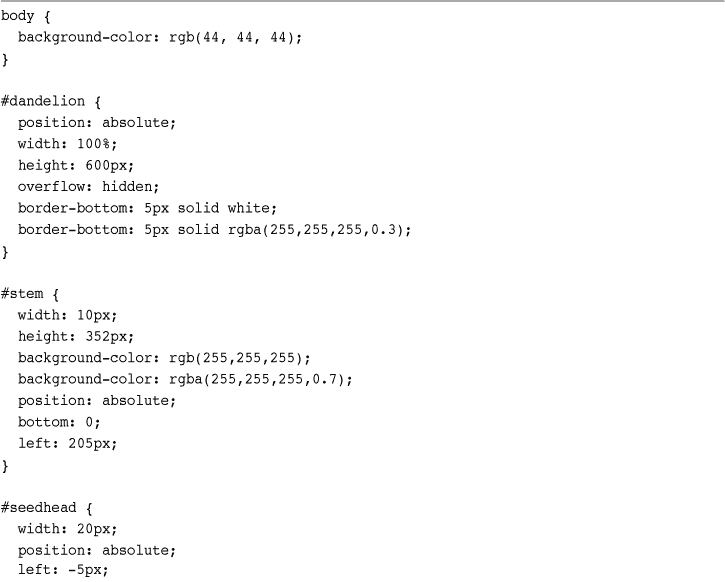 body {
  background-color: rgb(44, 44, 44);
}

#dandelion {
  position: absolute;
  width: 100%;
  height: 600px;
  overflow: hidden;
  border-bottom: 5px solid white;
  border-bottom: 5px solid rgba(255,255,255,0.3);
}

#stem {
  width: 10px;
  height: 352px;
  background-color: rgb(255,255,255);
  background-color: rgba(255,255,255,0.7);
  position: absolute;
  bottom: 0;
  left: 205px;
}

#seedhead {
  width: 20px;
  position: absolute;
  left: -5px;